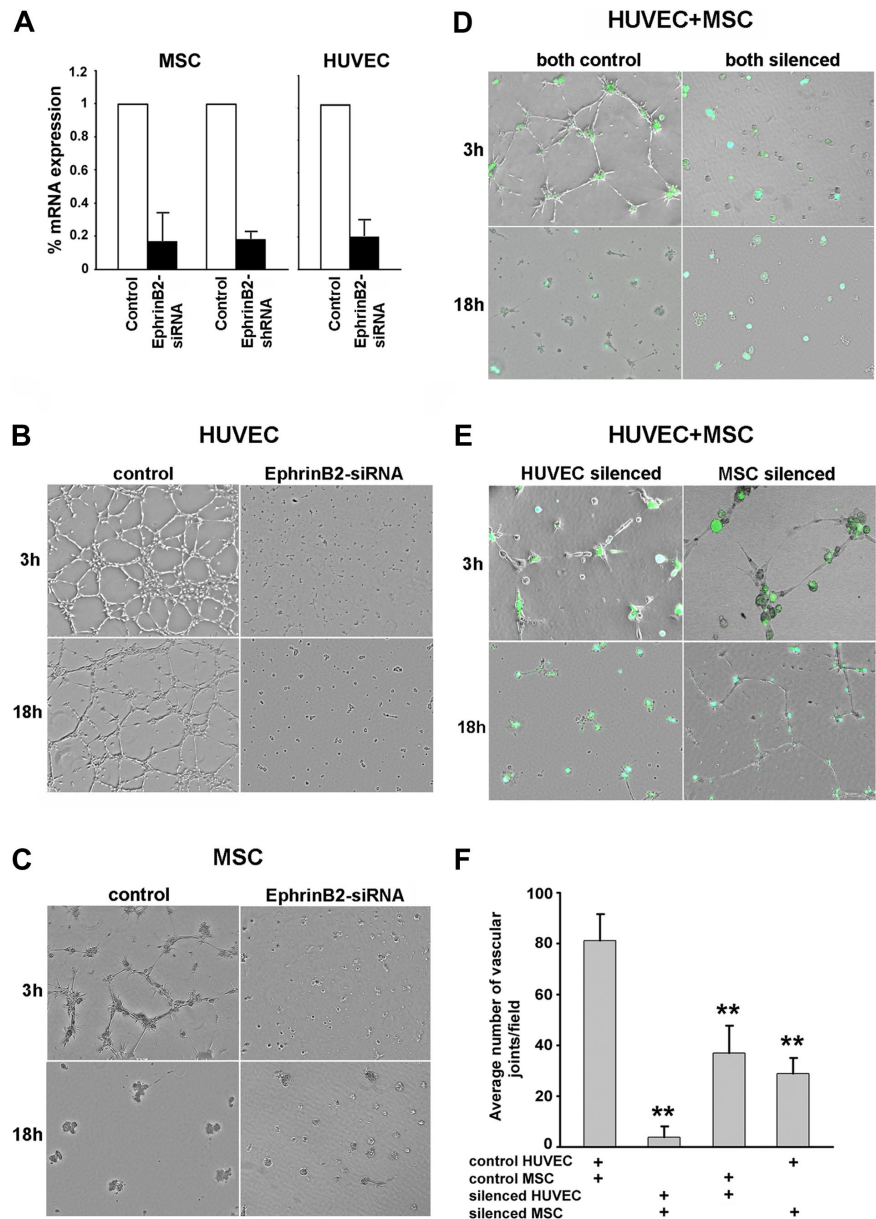 A
MSC
HUVEC
% mRNA expression
1.2
1
0.8
0.6
0.4
0.2
0
Control
EphrinB2-
siRNA
Control
EphrinB2-
shRNA
Control
EphrinB2-
siRNA
B
HUVEC
control
EphrinB2-siRNA
3h
18h
C
MSC
control
EphrinB2-siRNA
3h
18h
D
HUVEC+MSC
both control
both silenced
3h
18h
E
HUVEC+MSC
HUVEC silenced
MSC silenced
3h
18h
F
Average number of vascular
joints/field
100
80
60
40
20
0
**
**
**
control HUVEC + +
control MSC + +
silenced HUVEC + +
silenced MSC + +